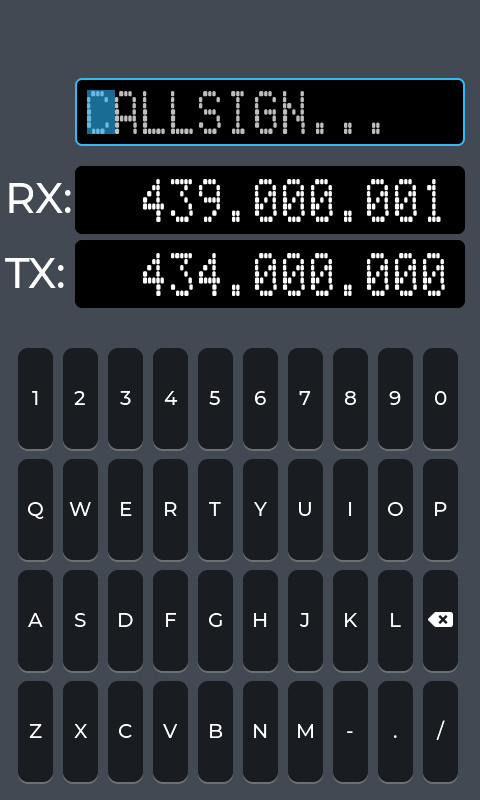 CALLSIGN...
RX: 439.000.001
TX: 434.000.000
1 2 3 4 5 6 7 8 9 0
Q W E R T Y U I O P
A S D F G H J K L
Z X C V B N M - . /